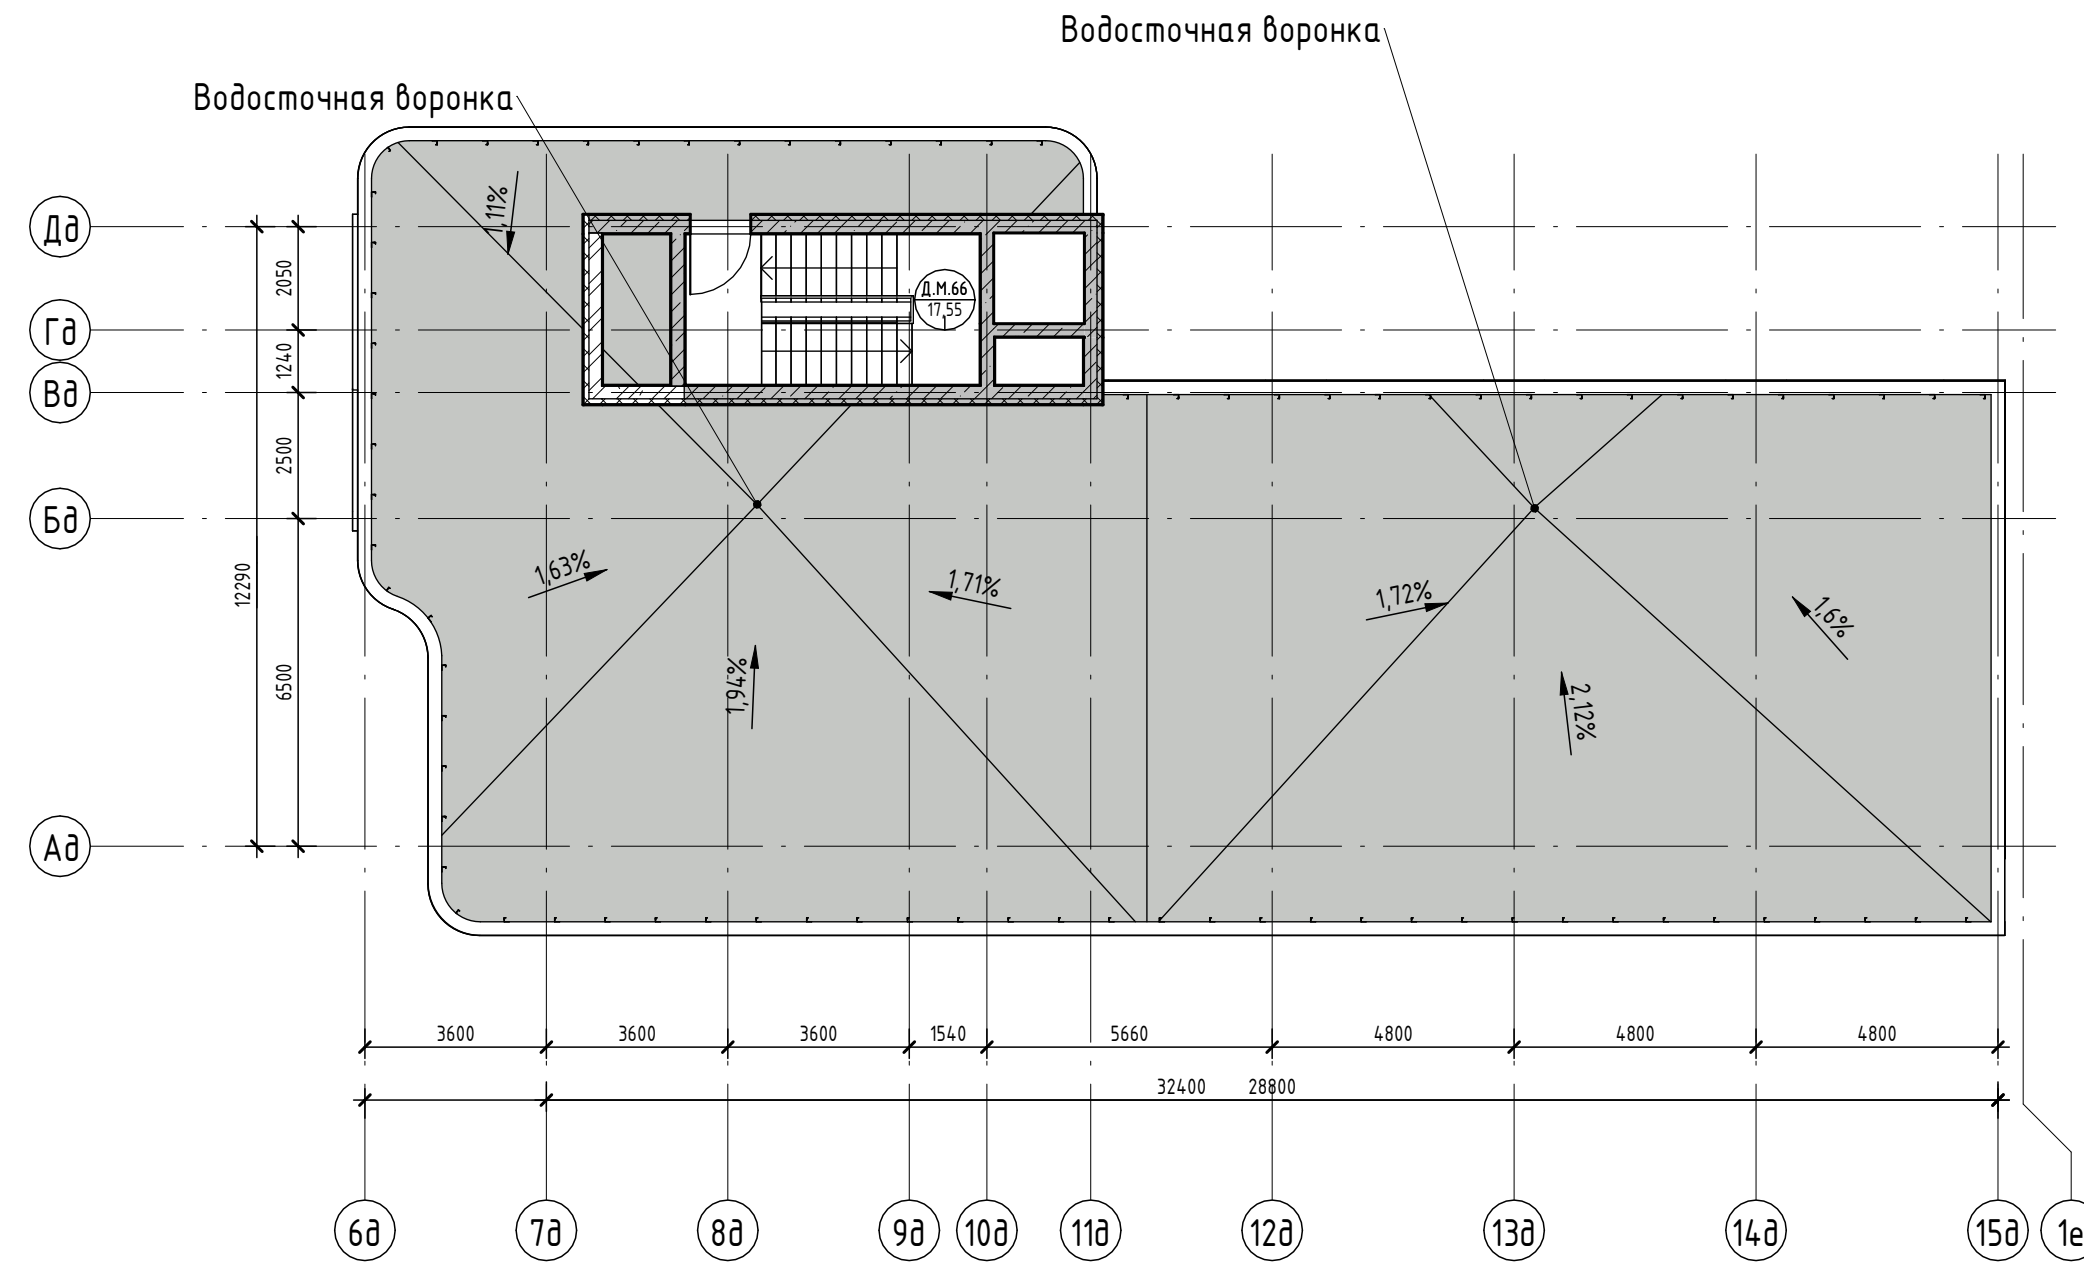 Водосточная воронка
Водосточная воронка
1,11%
Дд
2050
Д.М.66
17,55
Гд
1240
Вд
2500
Бд
12290
1,63%
1,71%
1,72%
1,6%
6500
1,94%
2,12%
Ад
3600 3600 3600 1540 5660 4800 4800 4800
32400 28800
6д 7д 8д 9д 10д 11д 12д 13д 14д 15д 1е